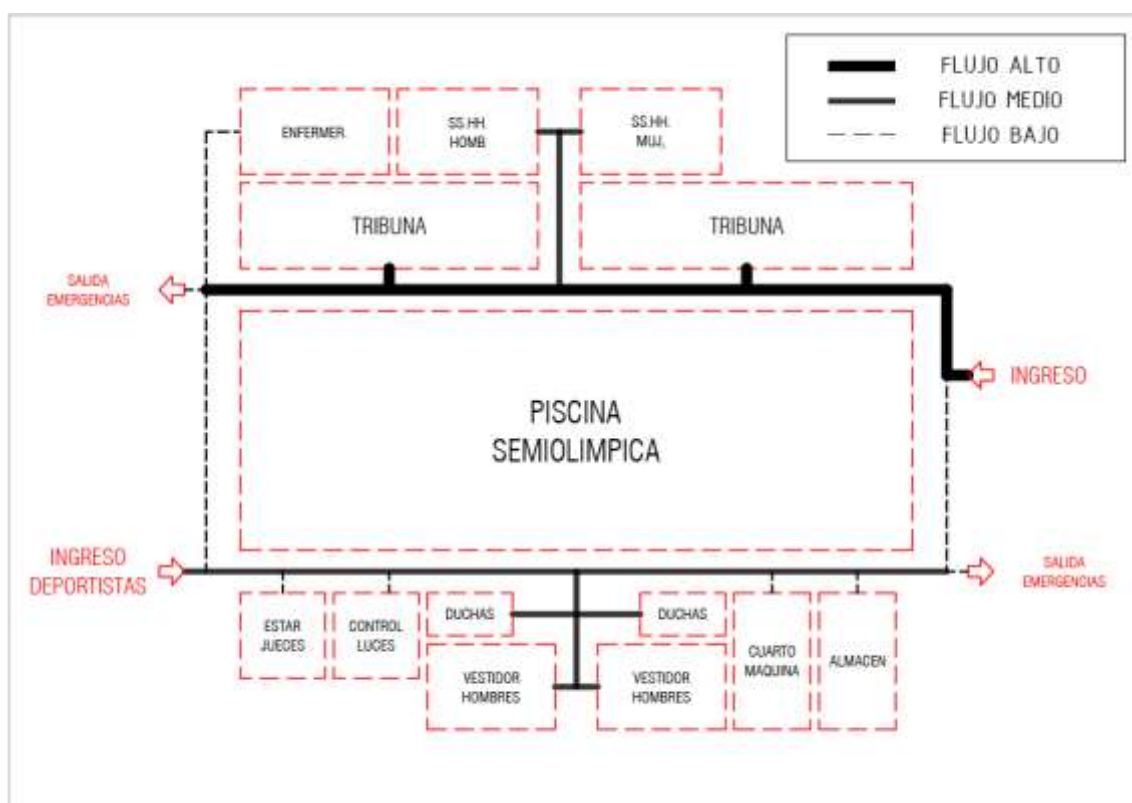 FLUJO ALTO
FLUJO MEDIO
FLUJO BAJO
ENFERMER.
SS.HH.
HOMB.
SS.HH.
MUJ,
TRIBUNA
TRIBUNA
SALIDA
EMERGENCIAS
INGRESO
PISCINA
SEMIOLIMPICA
INGRESO
DEPORTISTAS
SALIDA
EMERGENCIAS
ESTAR
JUECES
CONTROL
LUCES
DUCHAS
DUCHAS
CUARTO
MAQUINA
ALMACEN
VESTIDOR
HOMBRES
VESTIDOR
HOMBRES